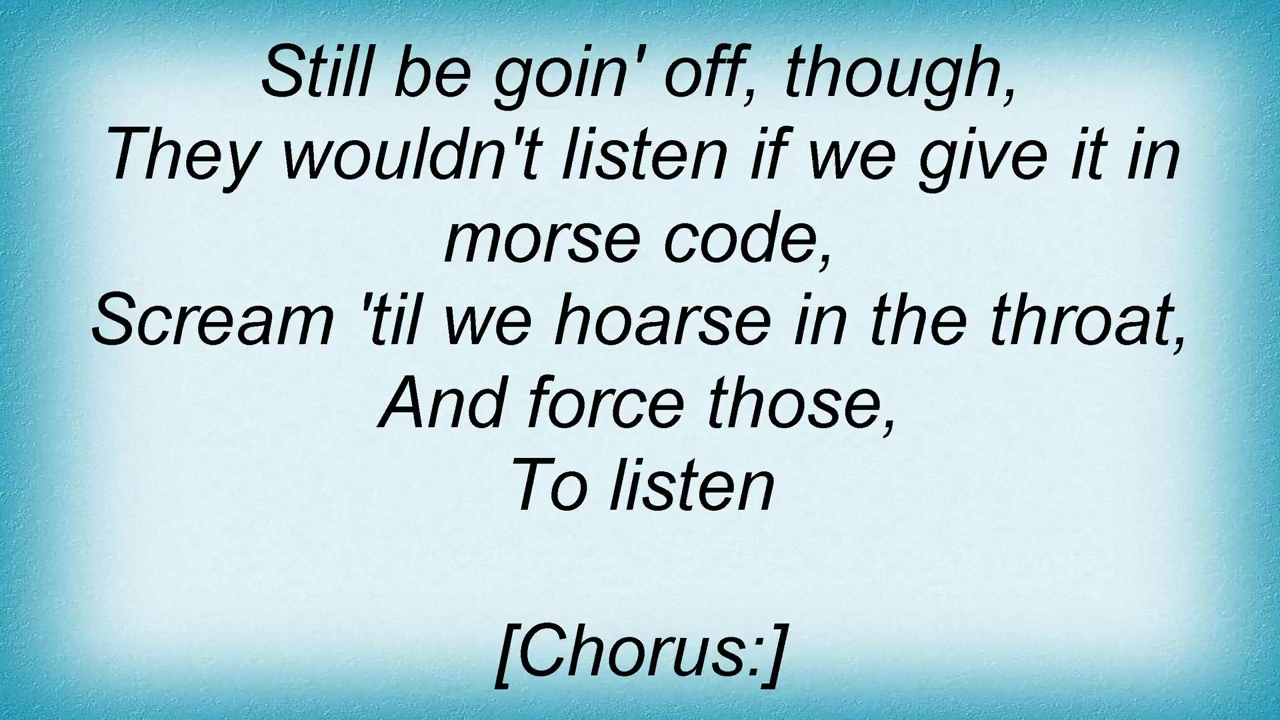 Still be goin' off, though,
They wouldn't listen if we give it in
morse code,
Scream 'til we hoarse in the throat,
And force those,
To listen
[Chorus:]